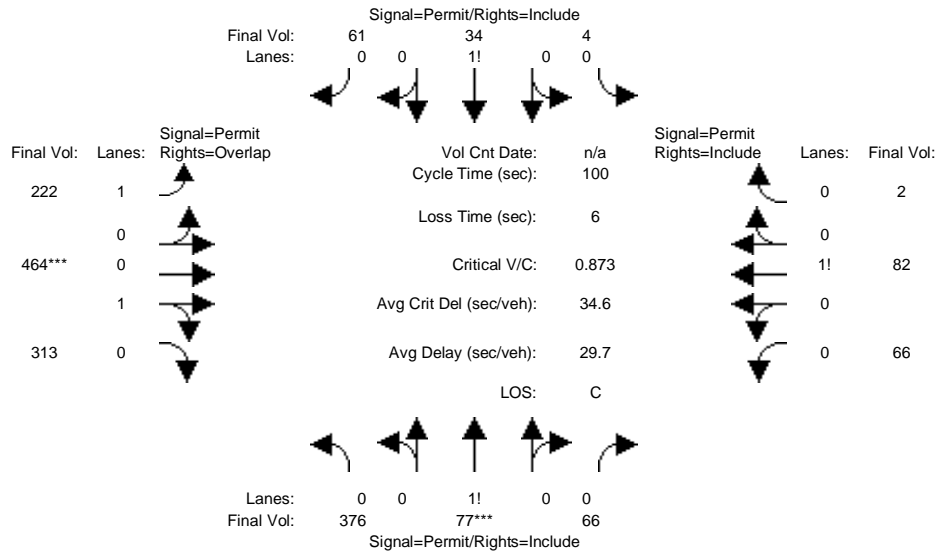 Signal=Permit/Rights=Include
Final Vol: 61 34 4
Lanes: 0 0 1! 0 0
Signal=Permit
Final Vol: Lanes: Rights=Overlap
Vol Cnt Date: n/a
Signal=Permit
Rights=Include Lanes: Final Vol:
Cycle Time (sec): 100
222 1
0 2
Loss Time (sec): 6
0
0
464*** 0
Critical V/C: 0.873
1! 82
1
Avg Crit Del (sec/veh): 34.6
0
313 0
Avg Delay (sec/veh): 29.7
0 66
LOS: C
Lanes: 0 0 1! 0 0
Final Vol: 376 77*** 66
Signal=Permit/Rights=Include